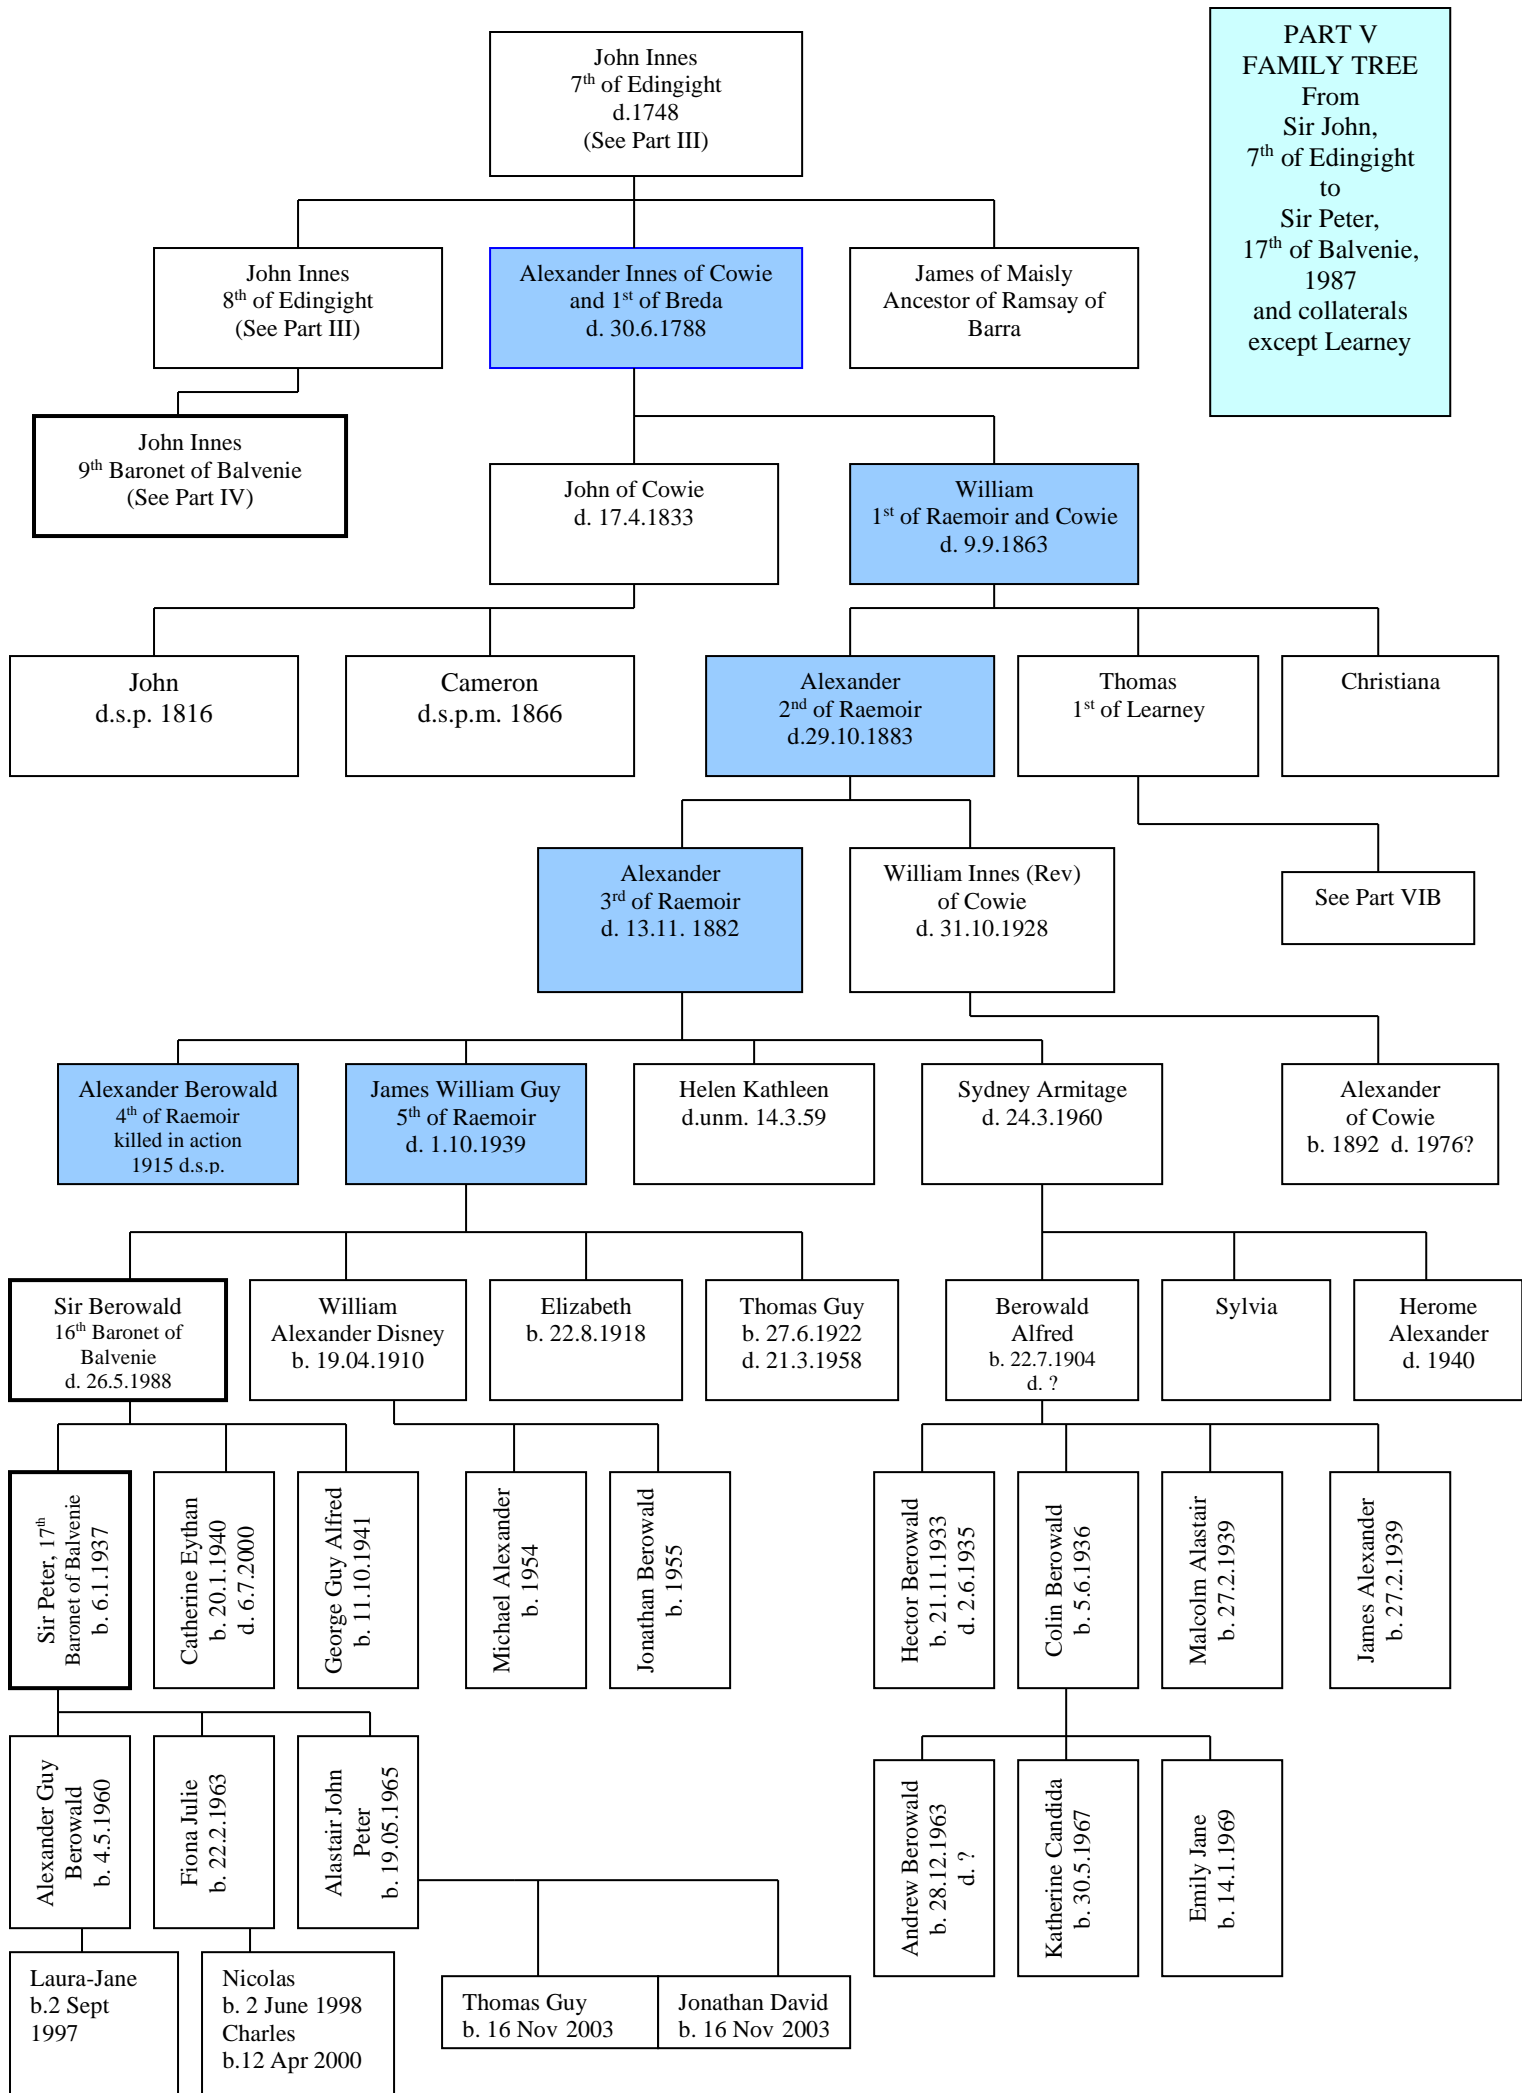 PART V
FAMILY TREE
From
Sir John,
7th of Edingight
to
Sir Peter,
17th of Balvenie,
1987
and collaterals
except Learney
John Innes
7th of Edingight
d.1748
(See Part III)
John Innes
8th of Edingight
(See Part III)
Alexander Innes of Cowie
and 1st of Breda
d. 30.6.1788
James of Maisly
Ancestor of Ramsay of
Barra
John Innes
9th Baronet of Balvenie
(See Part IV)
John of Cowie
d. 17.4.1833
William
1st of Raemoir and Cowie
d. 9.9.1863
John
d.s.p. 1816
Cameron
d.s.p.m. 1866
Alexander
2nd of Raemoir
d.29.10.1883
Thomas
1st of Learney
Christiana
Alexander
3rd of Raemoir
d. 13.11. 1882
William Innes (Rev)
of Cowie
d. 31.10.1928
See Part VIB
Alexander Berowald
4th of Raemoir
killed in action
1915 d.s.p.
James William Guy
5th of Raemoir
d. 1.10.1939
Helen Kathleen
d.unm. 14.3.59
Sydney Armitage
d. 24.3.1960
Alexander
of Cowie
b. 1892 d. 1976?
Sir Berowald
16th Baronet of
Balvenie
d. 26.5.1988
William
Alexander Disney
b. 19.04.1910
Elizabeth
b. 22.8.1918
Thomas Guy
b. 27.6.1922
d. 21.3.1958
Berowald
Alfred
b. 22.7.1904
d. ?
Sylvia
Herome
Alexander
d. 1940
Sir Peter, 17th
Baronet of Balvenie
b. 6.1.1937
Catherine Eythan
b. 20.1.1940
d. 6.7.2000
George Guy Alfred
b. 11.10.1941
Michael Alexander
b. 1954
Jonathan Berowald
b. 1955
Hector Berowald
b. 21.11.1933
d. 2.6.1935
Colin Berowald
b. 5.6.1936
Malcolm Alastair
b. 27.2.1939
James Alexander
b. 27.2.1939
Alexander Guy
Berowald
b. 4.5.1960
Fiona Julie
b. 22.2.1963
Alastair John
Peter
b. 19.05.1965
Andrew Berowald
b. 28.12.1963
d. ?
Katherine Candida
b. 30.5.1967
Emily Jane
b. 14.1.1969
Laura-Jane
b.2 Sept
1997
Nicolas
b. 2 June 1998
Charles
b.12 Apr 2000
Thomas Guy
b. 16 Nov 2003
Jonathan David
b. 16 Nov 2003